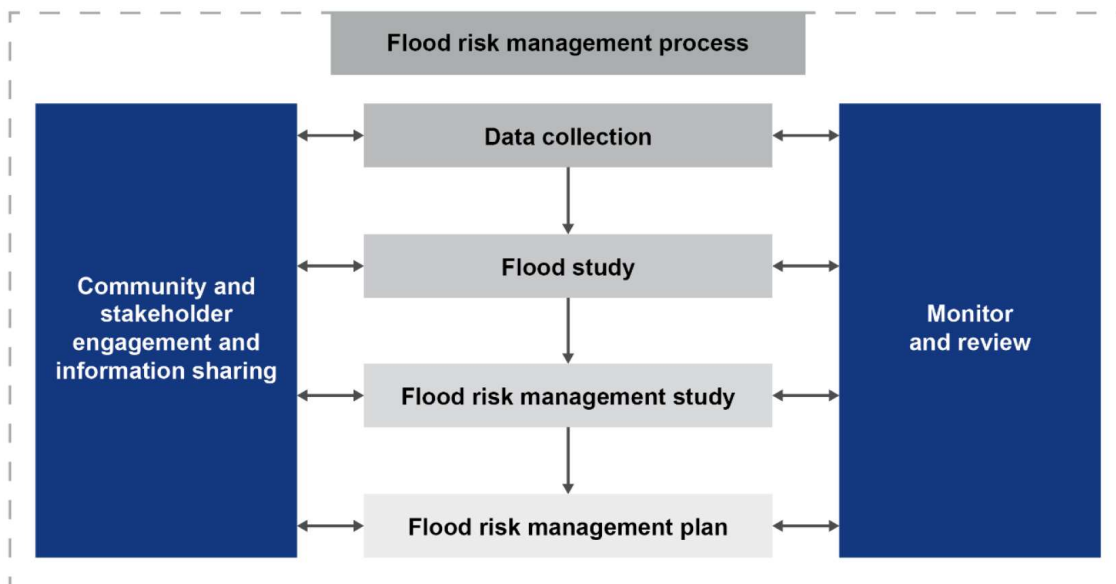 Flood risk management process
Data collection
Flood study
Community and
stakeholder
engagement and
information sharing
Monitor
and review
Flood risk management study
Flood risk management plan